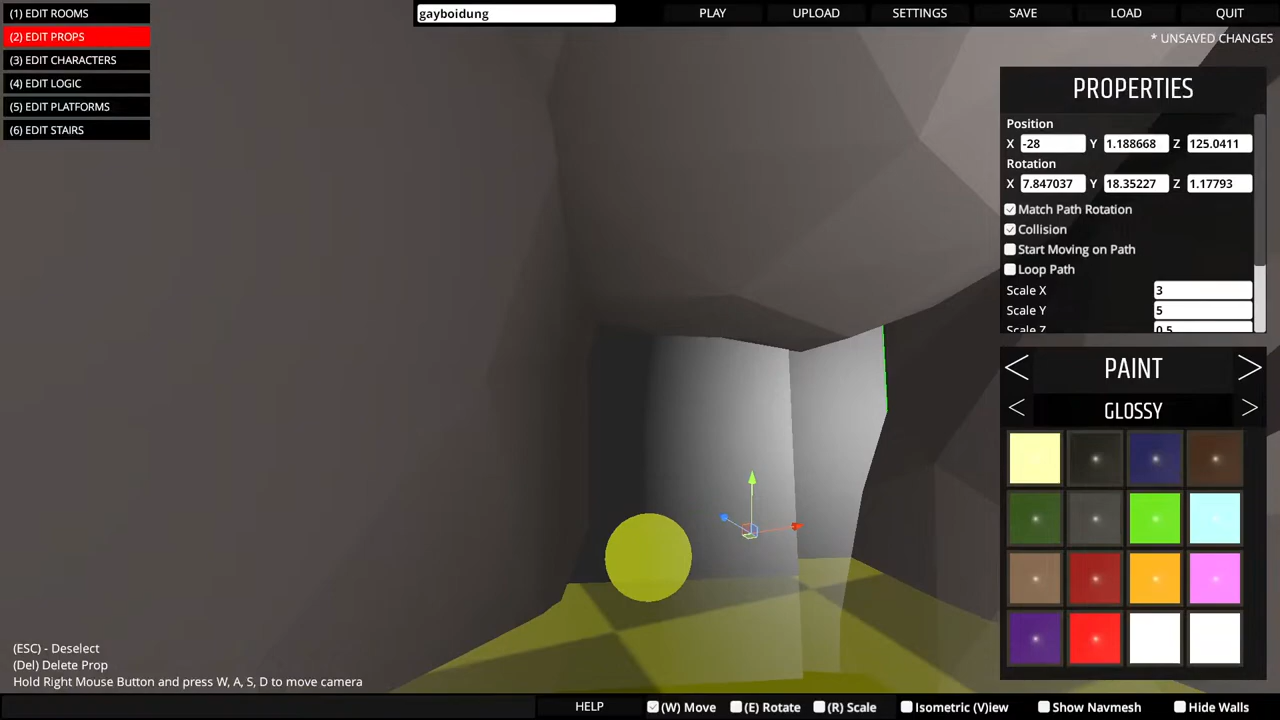 (1) EDIT ROOMS
(2) EDIT PROPS
(3) EDIT CHARACTERS
(4) EDIT LOGIC
(5) EDIT PLATFORMS
(6) EDIT STAIRS
gayboidung
PLAY UPLOAD SETTINGS SAVE LOAD QUIT
* UNSAVED CHANGES
PROPERTIES
Position
X -28 Y 1.188668 Z 125.0411
Rotation
X 7.847037 Y 18.35227 Z 1.17793
Match Path Rotation
Collision
Start Moving on Path
Loop Path
Scale X 3
Scale Y 5
Scale Z 0.5
< PAINT >
< GLOSSY >
(ESC) - Deselect
(Del) Delete Prop
Hold Right Mouse Button and press W, A, S, D to move camera
HELP (W) Move (E) Rotate (R) Scale Isometric (V)iew Show Navmesh Hide Walls